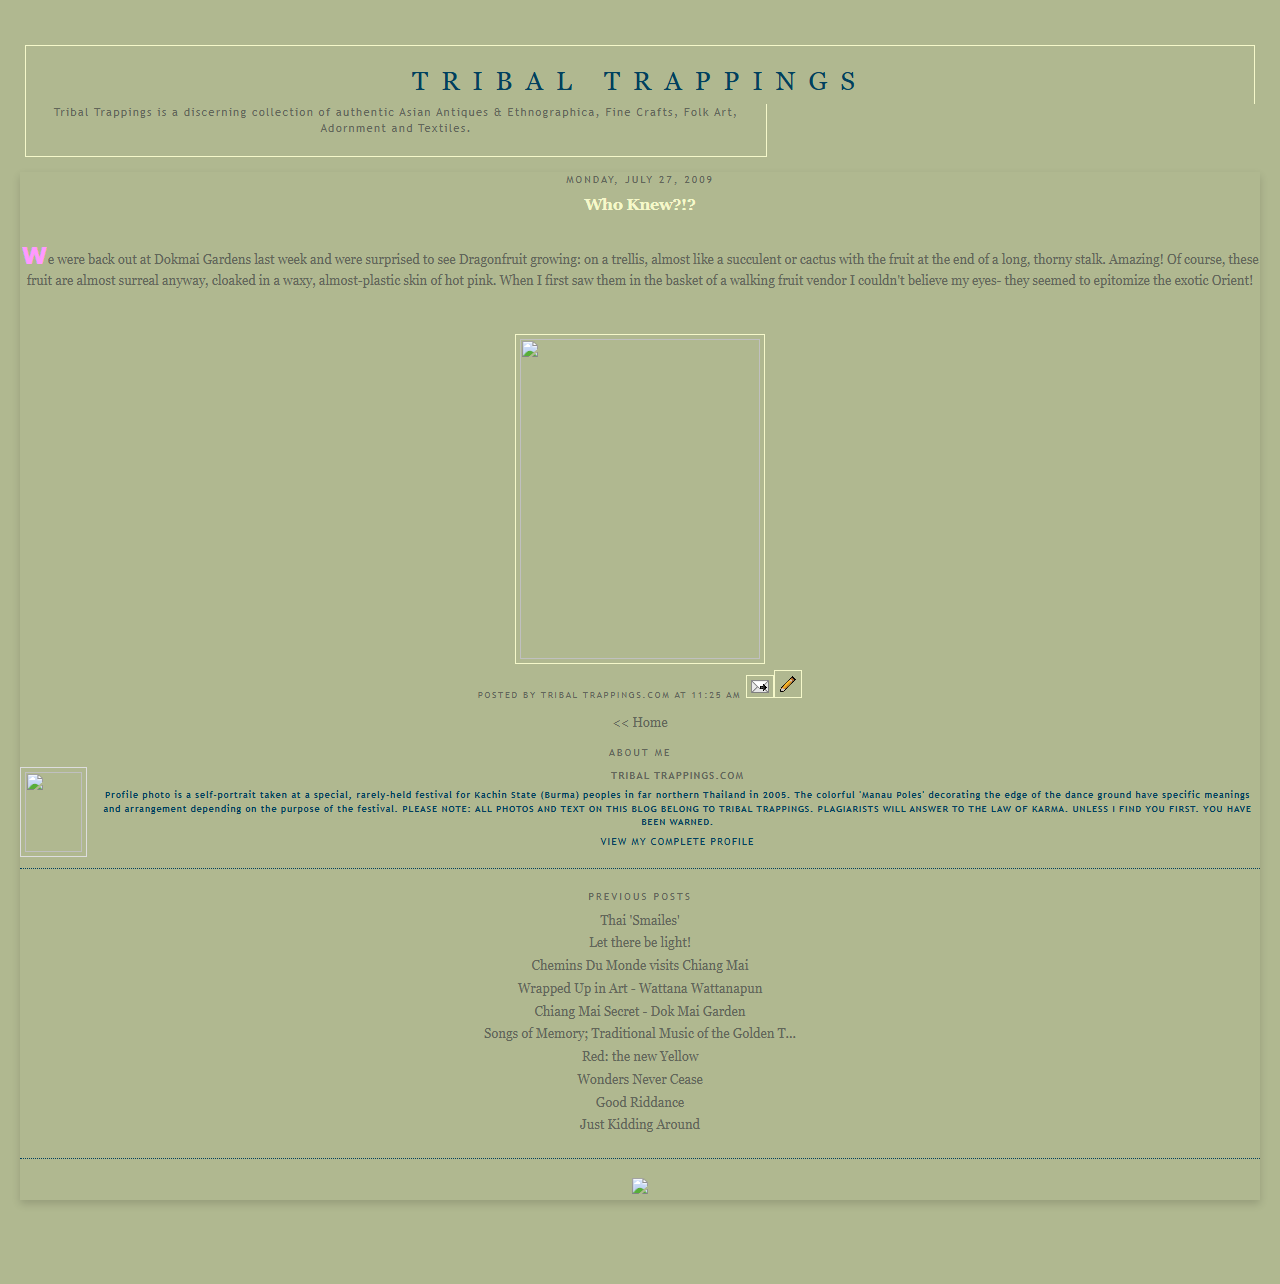 TRIBAL TRAPPINGS
Tribal Trappings is a discerning collection of authentic Asian Antiques & Ethnographica, Fine Crafts, Folk Art,
Adornment and Textiles.
MONDAY, JULY 27, 2009
Who Knew?!?
We were back out at Dokmai Gardens last week and were surprised to see Dragonfruit growing: on a trellis, almost like a succulent or cactus with the fruit at the end of a long, thorny stalk. Amazing! Of course, these
fruit are almost surreal anyway, cloaked in a waxy, almost-plastic skin of hot pink. When I first saw them in the basket of a walking fruit vendor I couldn't believe my eyes- they seemed to epitomize the exotic Orient!
POSTED BY TRIBAL TRAPPINGS.COM AT 11:25 AM
<< Home
ABOUT ME
TRIBAL TRAPPINGS.COM
Profile photo is a self-portrait taken at a special, rarely-held festival for Kachin State (Burma) peoples in far northern Thailand in 2005. The colorful 'Manau Poles' decorating the edge of the dance ground have specific meanings
and arrangement depending on the purpose of the festival. PLEASE NOTE: ALL PHOTOS AND TEXT ON THIS BLOG BELONG TO TRIBAL TRAPPINGS. PLAGIARISTS WILL ANSWER TO THE LAW OF KARMA. UNLESS I FIND YOU FIRST. YOU HAVE
BEEN WARNED.
VIEW MY COMPLETE PROFILE
PREVIOUS POSTS
Thai 'Smailes'
Let there be light!
Chemins Du Monde visits Chiang Mai
Wrapped Up in Art - Wattana Wattanapun
Chiang Mai Secret - Dok Mai Garden
Songs of Memory; Traditional Music of the Golden T...
Red: the new Yellow
Wonders Never Cease
Good Riddance
Just Kidding Around